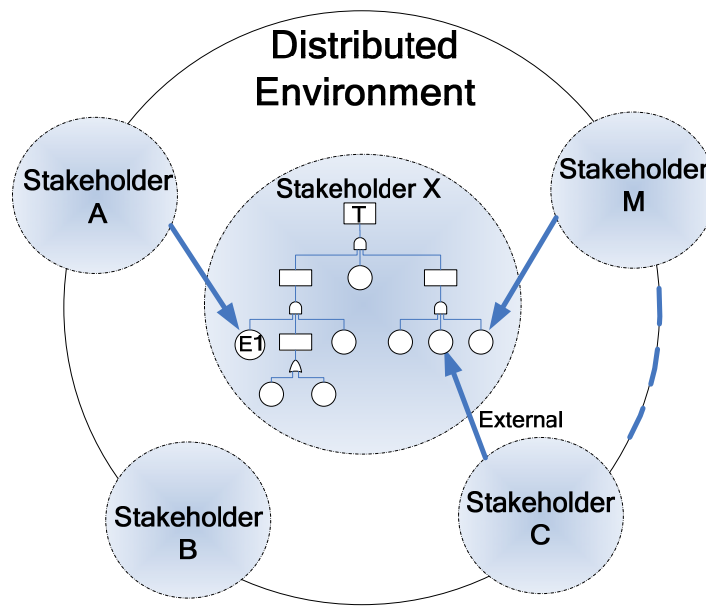 Distributed
Environment
Stakeholder
A
Stakeholder
M
Stakeholder X
T
E1
External
Stakeholder
B
Stakeholder
C